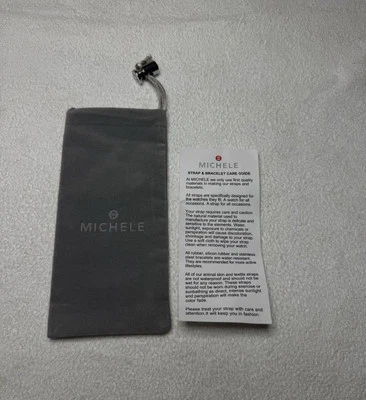 MICHELE
MICHELE
STRAP & BRACELET CARE GUIDE
At MICHELE we only use first quality
materials in making our straps and
bracelets.
All straps are specifically designed for
the watches they fit. A watch for all
occasions. A strap for all occasions.
Your strap requires care and caution.
The natural material used to
manufacture your strap is delicate and
sensitive to the elements. Water,
sunlight, exposure to chemicals or
perspiration will cause discoloration,
shrinkage and damage to your strap.
Use a soft cloth to wipe your strap
clean when removing your watch.
All rubber, silicon rubber and stainless
steel bracelets are water resistant.
They are recommended for more active
lifestyles.
All of our animal skin and textile straps
are not waterproof and should not be
wet for any reason. These straps
should not be worn during exercise or
sunbathing as direct, intense sunlight
and perspiration will make the
color fade.
Please treat your strap with care and
attention it will keep you in fashion.